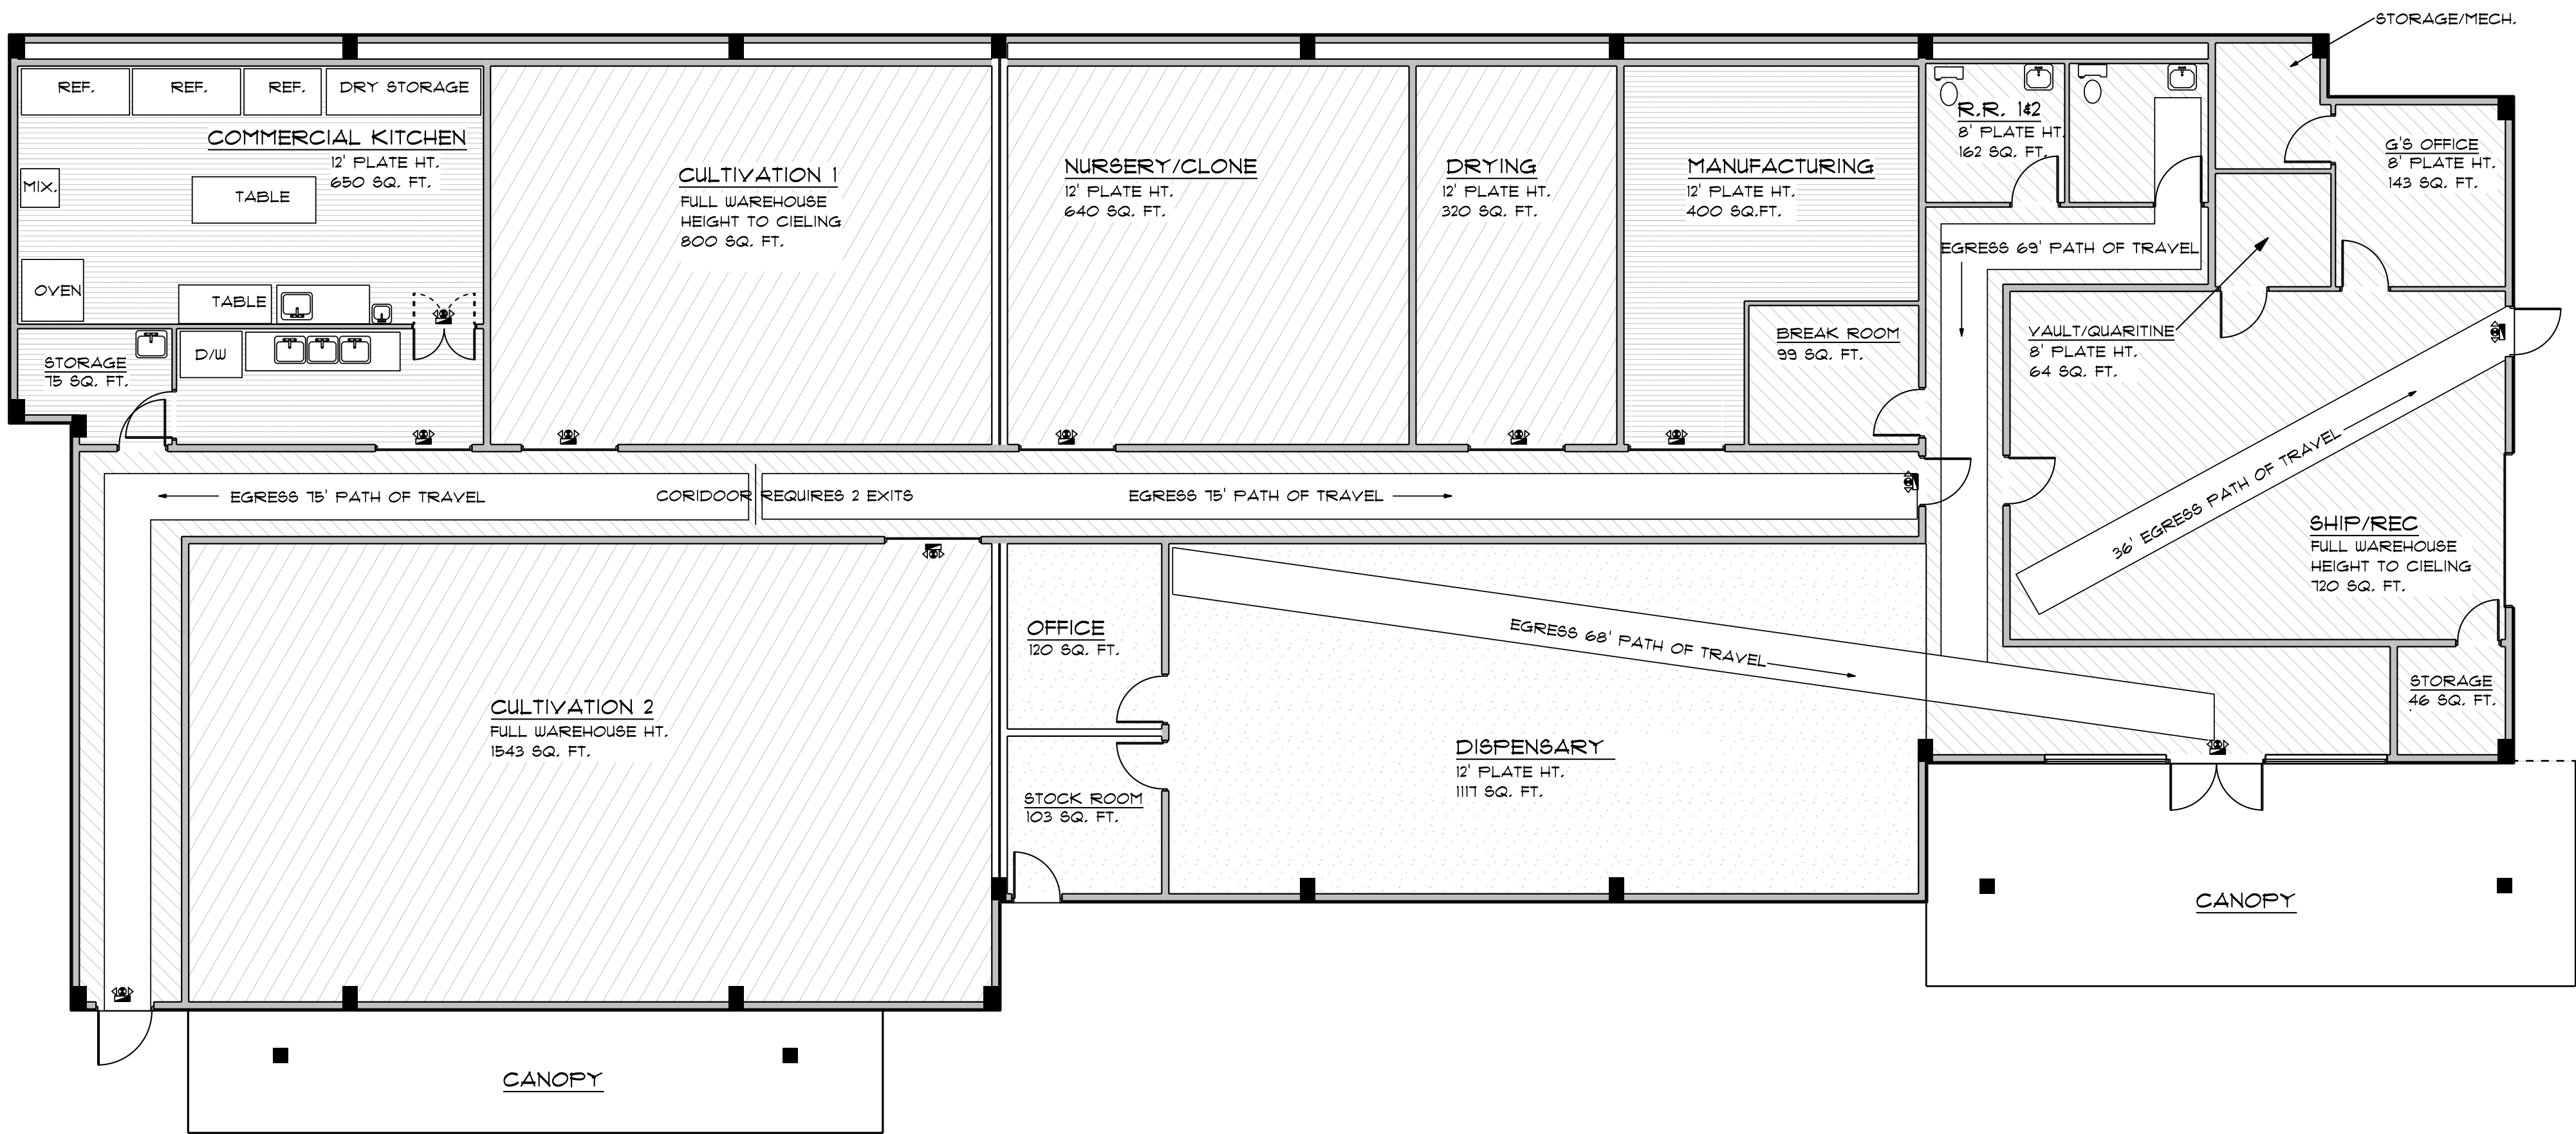 STORAGE/MECH.
REF.
REF.
REF.
DRY STORAGE
COMMERCIAL KITCHEN
12' PLATE HT.
650 SQ. FT.
MIX.
TABLE
OVEN
TABLE
STORAGE
75 SQ. FT.
D/W
CULTIVATION 1
FULL WAREHOUSE
HEIGHT TO CIELING
800 SQ. FT.
NURSERY/CLONE
12' PLATE HT.
640 SQ. FT.
DRYING
12' PLATE HT.
320 SQ. FT.
MANUFACTURING
12' PLATE HT.
400 SQ.FT.
BREAK ROOM
99 SQ. FT.
R.R. 1&2
8' PLATE HT.
162 SQ. FT.
G'S OFFICE
8' PLATE HT.
143 SQ. FT.
EGRESS 69' PATH OF TRAVEL
VAULT/QUARITINE
8' PLATE HT.
64 SQ. FT.
36' EGRESS PATH OF TRAVEL
SHIP/REC
FULL WAREHOUSE
HEIGHT TO CIELING
720 SQ. FT.
STORAGE
46 SQ. FT.
EGRESS 75' PATH OF TRAVEL
CORIDOOR REQUIRES 2 EXITS
EGRESS 75' PATH OF TRAVEL
CULTIVATION 2
FULL WAREHOUSE HT.
1543 SQ. FT.
OFFICE
120 SQ. FT.
STOCK ROOM
103 SQ. FT.
EGRESS 68' PATH OF TRAVEL
DISPENSARY
12' PLATE HT.
1117 SQ. FT.
CANOPY
CANOPY